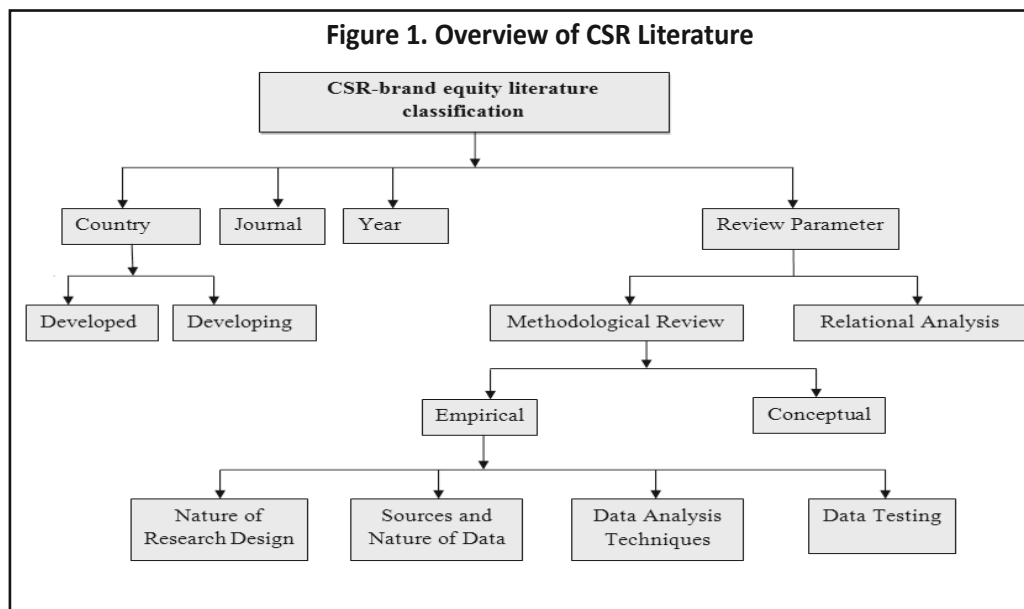 Figure 1. Overview of CSR Literature
CSR-brand equity literature
classification
Country
Journal
Year
Review Parameter
Developed
Developing
Methodological Review
Relational Analysis
Empirical
Conceptual
Nature of
Research Design
Sources and
Nature of Data
Data Analysis
Techniques
Data Testing